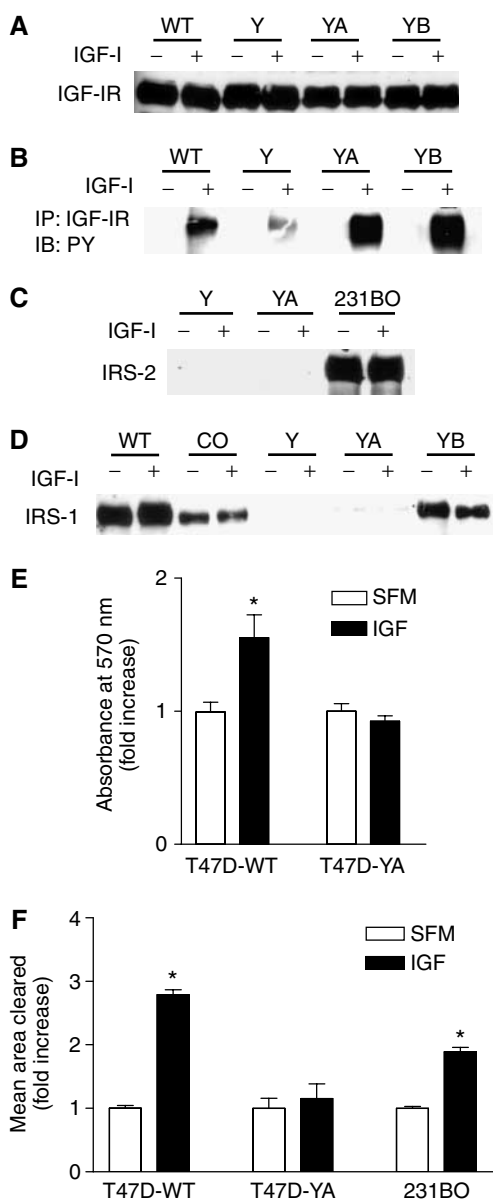 A
WT Y YA YB
IGF-I – + – + – + – +
IGF-IR
B
WT Y YA YB
IGF-I – + – + – + – +
IP: IGF-IR
IB: PY
C
Y YA 231BO
IGF-I – + – + – +
IRS-2
D
WT CO Y YA YB
IGF-I – + – + – + – + – +
IRS-1
E
Absorbance at 570 nm
(fold increase)
2
1
0
*
SFM
IGF
T47D-WT T47D-YA
F
Mean area cleared
(fold increase)
4
3
2
1
0
*
*
SFM
IGF
T47D-WT T47D-YA 231BO